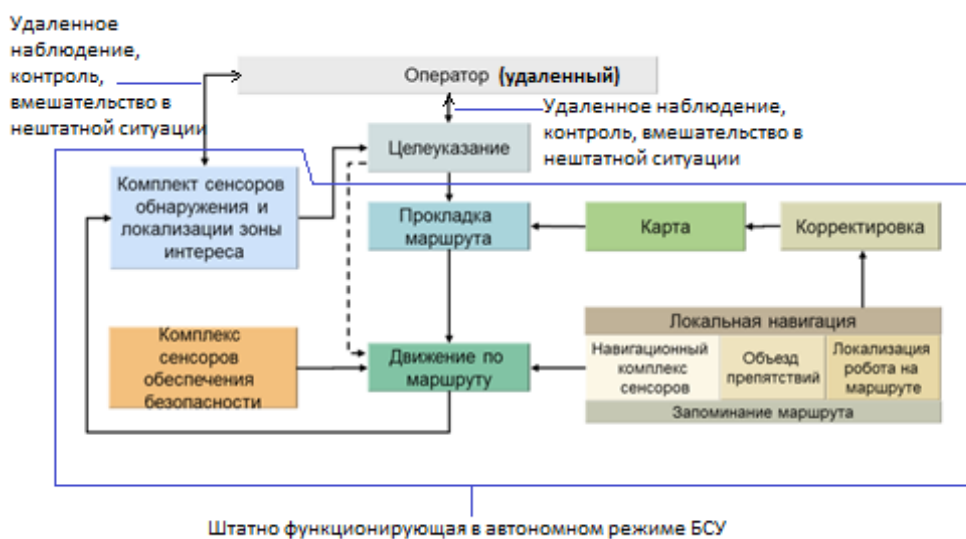 Удаленное
наблюдение,
контроль,
вмешательство в
нештатной ситуации
Оператор (удаленный)
Удаленное наблюдение,
контроль, вмешательство в
нештатной ситуации
Целеуказание
Комплект сенсоров
обнаружения и
локализации зоны
интереса
Прокладка
маршрута
Карта
Корректировка
Локальная навигация
Комплекс
сенсоров
обеспечения
безопасности
Движение по
маршруту
Навигационный
комплекс
сенсоров
Объезд
препятствий
Локализация
робота на
маршруте
Запоминание маршрута
Штатно функционирующая в автономном режиме БСУ